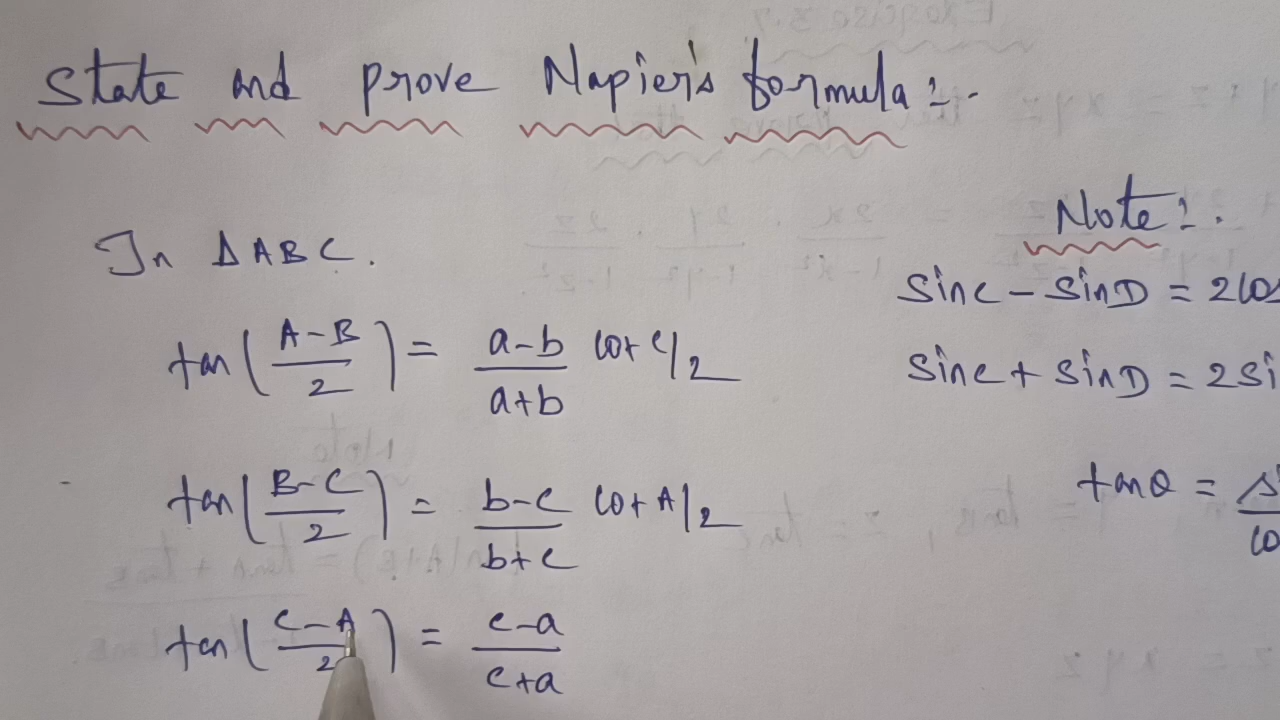 State and prove Napier's formula:-
In ΔABC.
tan(A-B/2) = a-b/a+b cot C/2
tan(B-C/2) = b-c/b+c cot A/2
tan(C-A/2) = c-a/c+a
Note:.
Sinc - SinD = 2cos
Sinc + SinD = 2Si
tanθ =